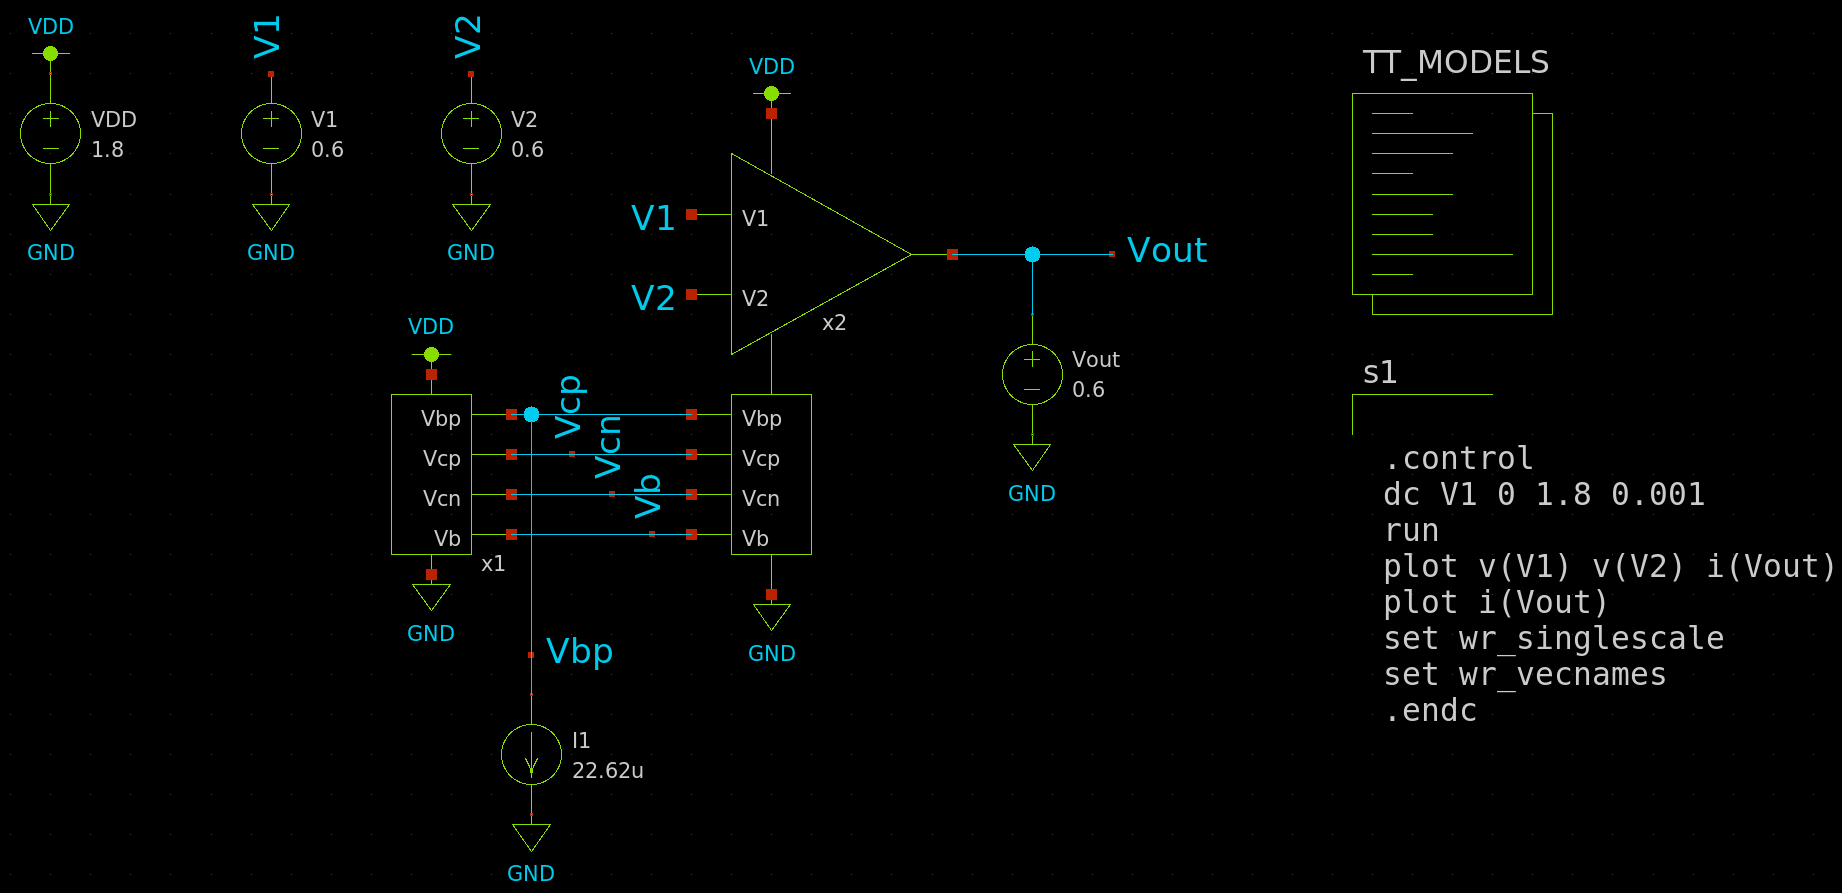 VDD
VDD
1.8
GND
V1
V1
0.6
GND
V2
V2
0.6
GND
VDD
V1
V1
V2
V2
x2
Vout
Vout
0.6
GND
VDD
Vbp
Vcp
Vcn
Vb
x1
GND
Vcp
Vcn
Vb
Vbp
Vcp
Vcn
Vb
GND
Vbp
I1
22.62u
GND
TT_MODELS
s1
.control
dc V1 0 1.8 0.001
run
plot v(V1) v(V2) i(Vout)
plot i(Vout)
set wr_singlescale
set wr_vecnames
.endc